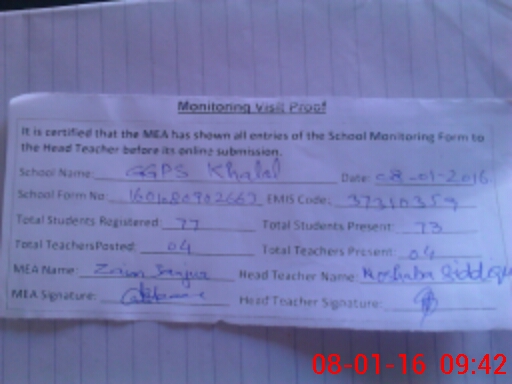 Monitoring Visit Proof
It is certified that the MEA has shown all entries of the School Monitoring Form to
the Head Teacher before its online submission.
School Name: GGPS Khalal Date: 08-01-2016
School Form No: EMIS Code: 37310359
Total Students Registered: 77 Total Students Present: 73
Total TeachersPosted: 04 Total Teachers Present: 04
MEA Name: Head Teacher Name:
MEA Signature: Head Teacher Signature:
08-01-16 09:42